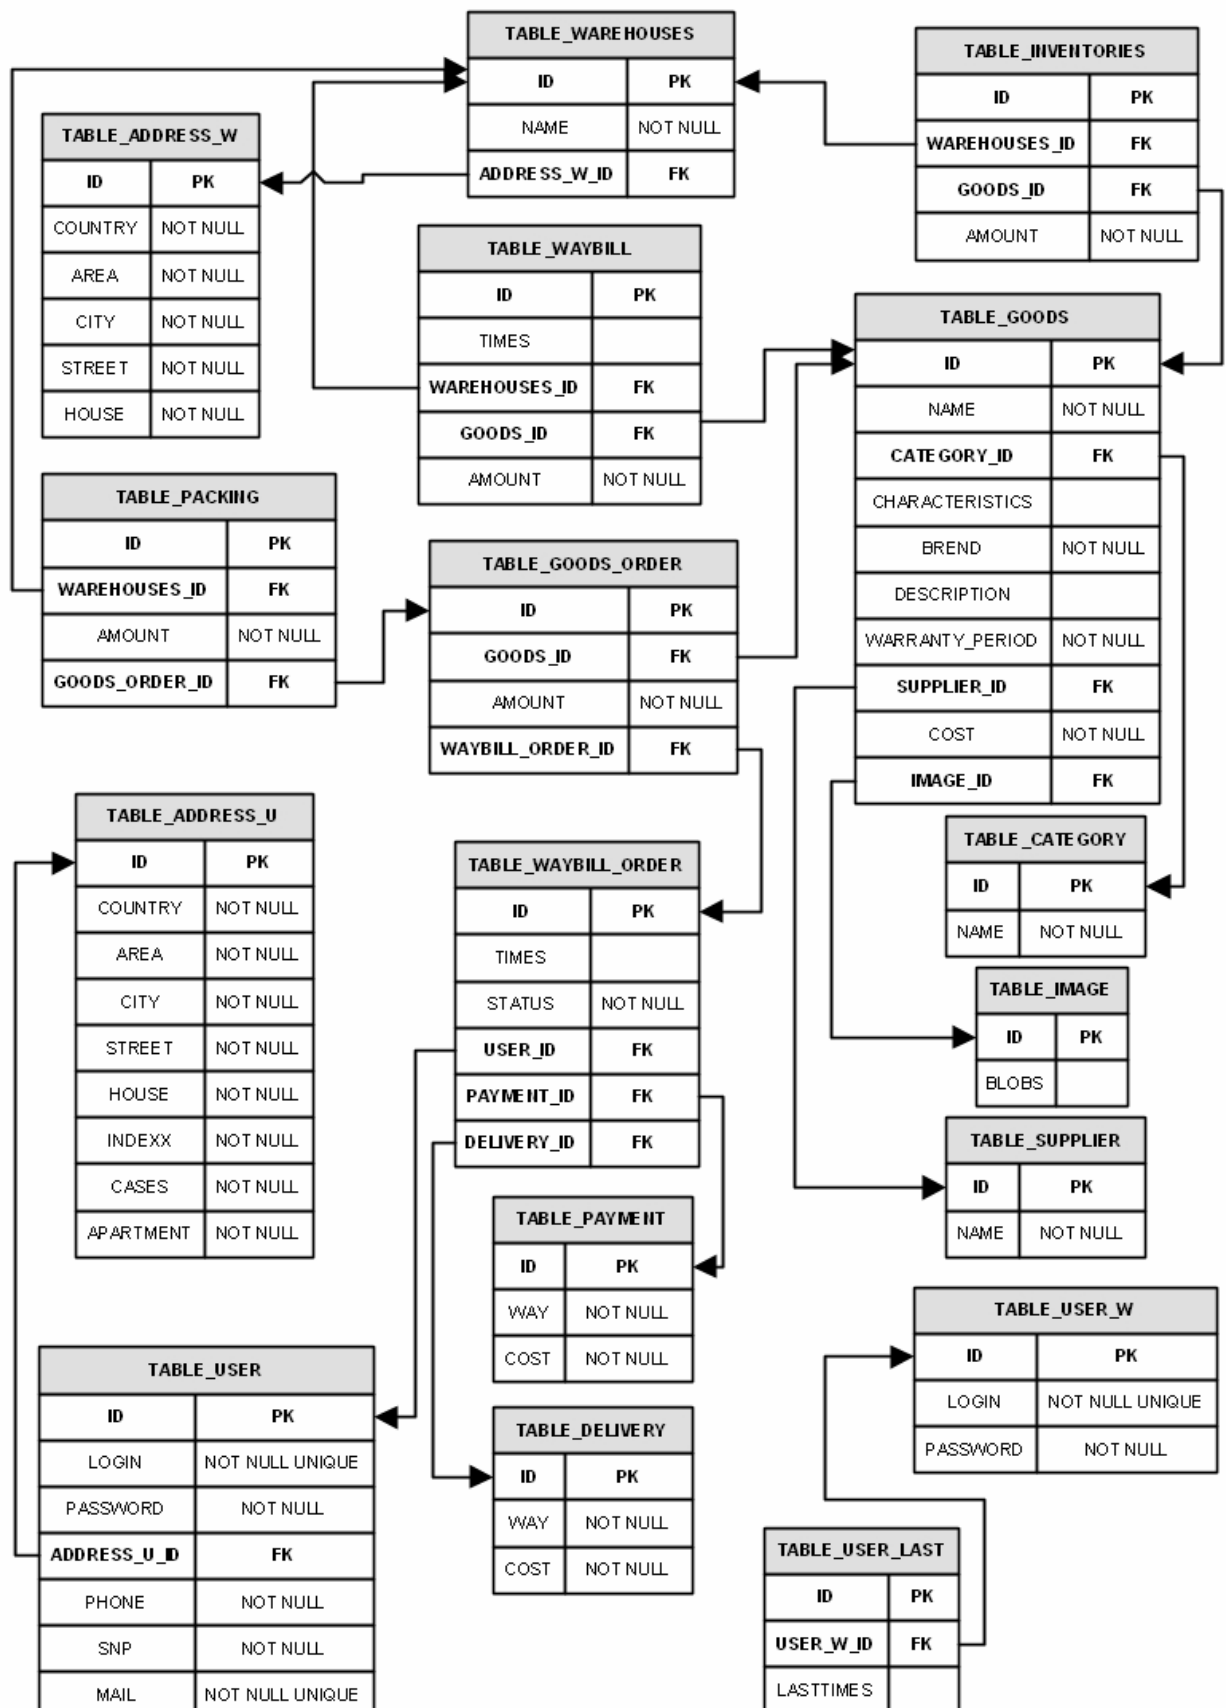 TABLE_WAREHOUSES
ID PK
NAME NOT NULL
ADDRESS_W_ID FK
TABLE_INVENTORIES
ID PK
WAREHOUSES_ID FK
GOODS_ID FK
AMOUNT NOT NULL
TABLE_ADDRESS_W
ID PK
COUNTRY NOT NULL
AREA NOT NULL
CITY NOT NULL
STREET NOT NULL
HOUSE NOT NULL
TABLE_WAYBILL
ID PK
TIMES
WAREHOUSES_ID FK
GOODS_ID FK
AMOUNT NOT NULL
TABLE_GOODS
ID PK
NAME NOT NULL
CATEGORY_ID FK
CHARACTERISTICS
BREND NOT NULL
DESCRIPTION
WARRANTY_PERIOD NOT NULL
SUPPLIER_ID FK
COST NOT NULL
IMAGE_ID FK
TABLE_PACKING
ID PK
WAREHOUSES_ID FK
AMOUNT NOT NULL
GOODS_ORDER_ID FK
TABLE_GOODS_ORDER
ID PK
GOODS_ID FK
AMOUNT NOT NULL
WAYBILL_ORDER_ID FK
TABLE_ADDRESS_U
ID PK
COUNTRY NOT NULL
AREA NOT NULL
CITY NOT NULL
STREET NOT NULL
HOUSE NOT NULL
INDEXX NOT NULL
CASES NOT NULL
APARTMENT NOT NULL
TABLE_WAYBILL_ORDER
ID PK
TIMES
STATUS NOT NULL
USER_ID FK
PAYMENT_ID FK
DELIVERY_ID FK
TABLE_CATEGORY
ID PK
NAME NOT NULL
TABLE_IMAGE
ID PK
BLOBS
TABLE_SUPPLIER
ID PK
NAME NOT NULL
TABLE_PAYMENT
ID PK
WAY NOT NULL
COST NOT NULL
TABLE_USER_W
ID PK
LOGIN NOT NULL UNIQUE
PASSWORD NOT NULL
TABLE_USER
ID PK
LOGIN NOT NULL UNIQUE
PASSWORD NOT NULL
ADDRESS_U_ID FK
PHONE NOT NULL
SNP NOT NULL
MAIL NOT NULL UNIQUE
TABLE_DELIVERY
ID PK
WAY NOT NULL
COST NOT NULL
TABLE_USER_LAST
ID PK
USER_W_ID FK
LASTTIMES